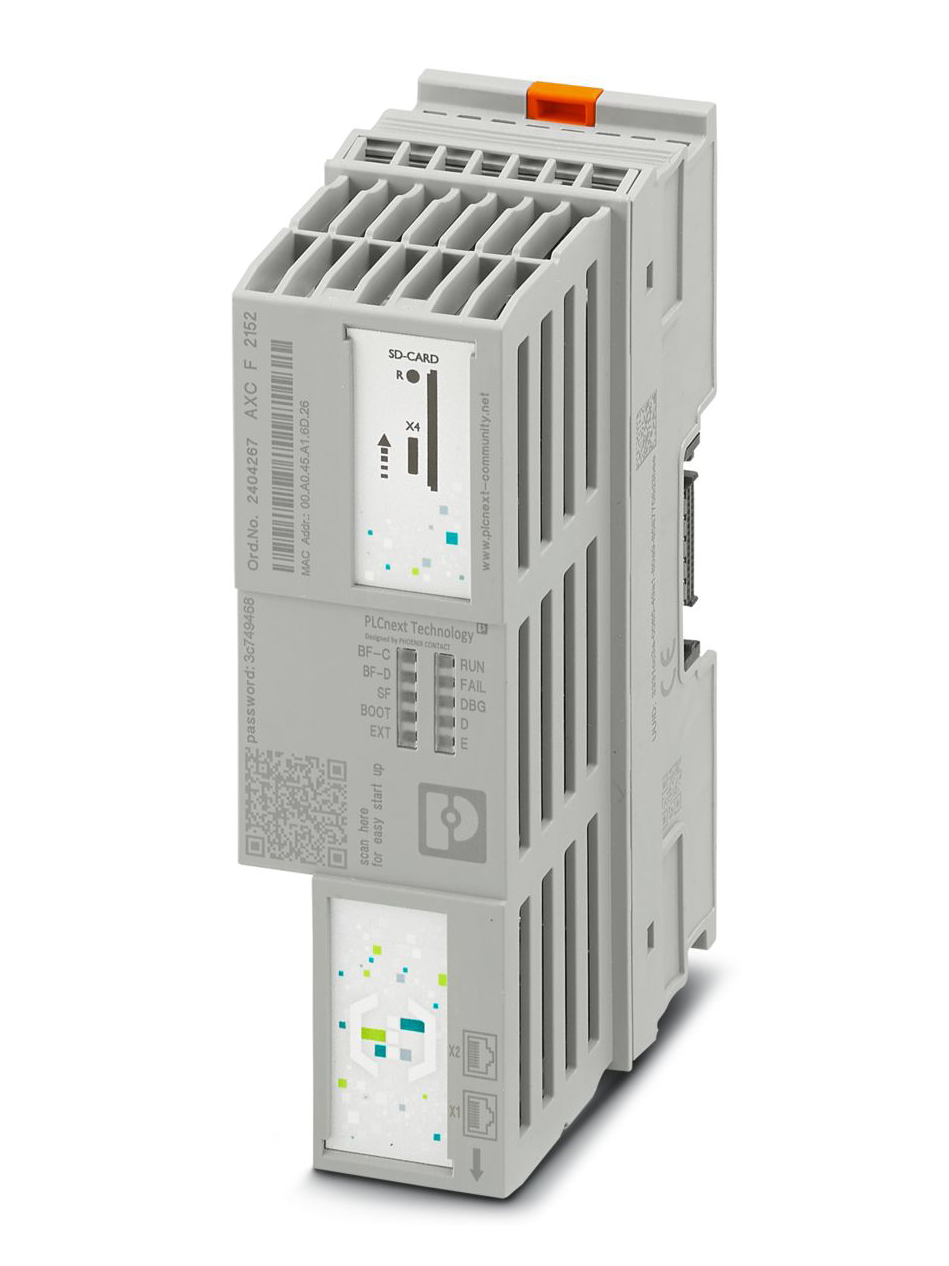 Ord.No. 2404267 AXC F 2152
MAC Addr.: 00.A0.45.A1.6D.26
SD-CARD
R
X4
www.plcnext-community.net
password:3c749468
PLCnext Technology
Designed by PHOENIX CONTACT
BF-C
BF-D
SF
BOOT
EXT
RUN
FAIL
DBG
D
E
scan here
for easy start up
X2
X1
UUID:
CE